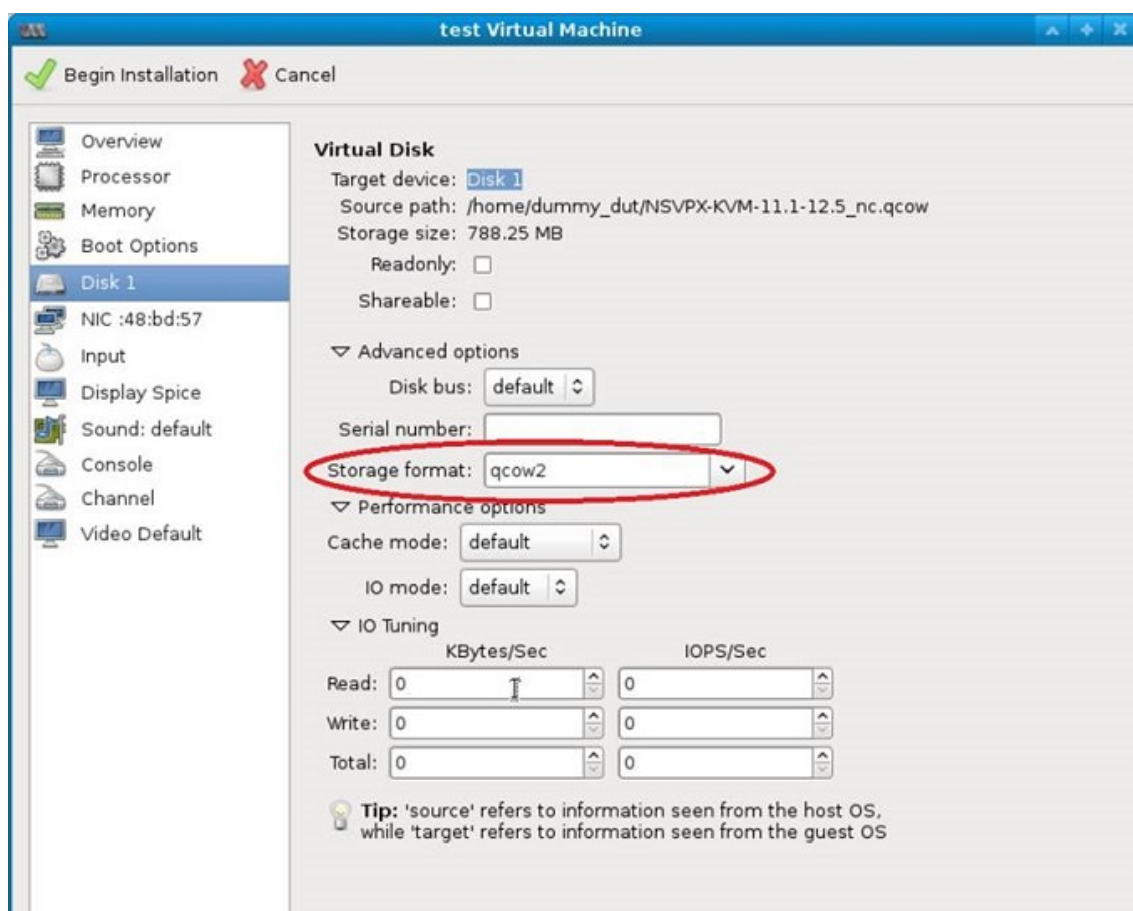 test Virtual Machine
Begin Installation Cancel
Overview
Processor
Memory
Boot Options
Disk 1
NIC :48:bd:57
Input
Display Spice
Sound: default
Console
Channel
Video Default
Virtual Disk
Target device: Disk 1
Source path: /home/dummy_dut/NSVPX-KVM-11.1-12.5_nc.qcow
Storage size: 788.25 MB
Readonly:
Shareable:
Advanced options
Disk bus: default
Serial number:
Storage format: qcow2
Performance options
Cache mode: default
IO mode: default
IO Tuning
KBytes/Sec IOPS/Sec
Read: 0 0
Write: 0 0
Total: 0 0
Tip: 'source' refers to information seen from the host OS,
while 'target' refers to information seen from the guest OS